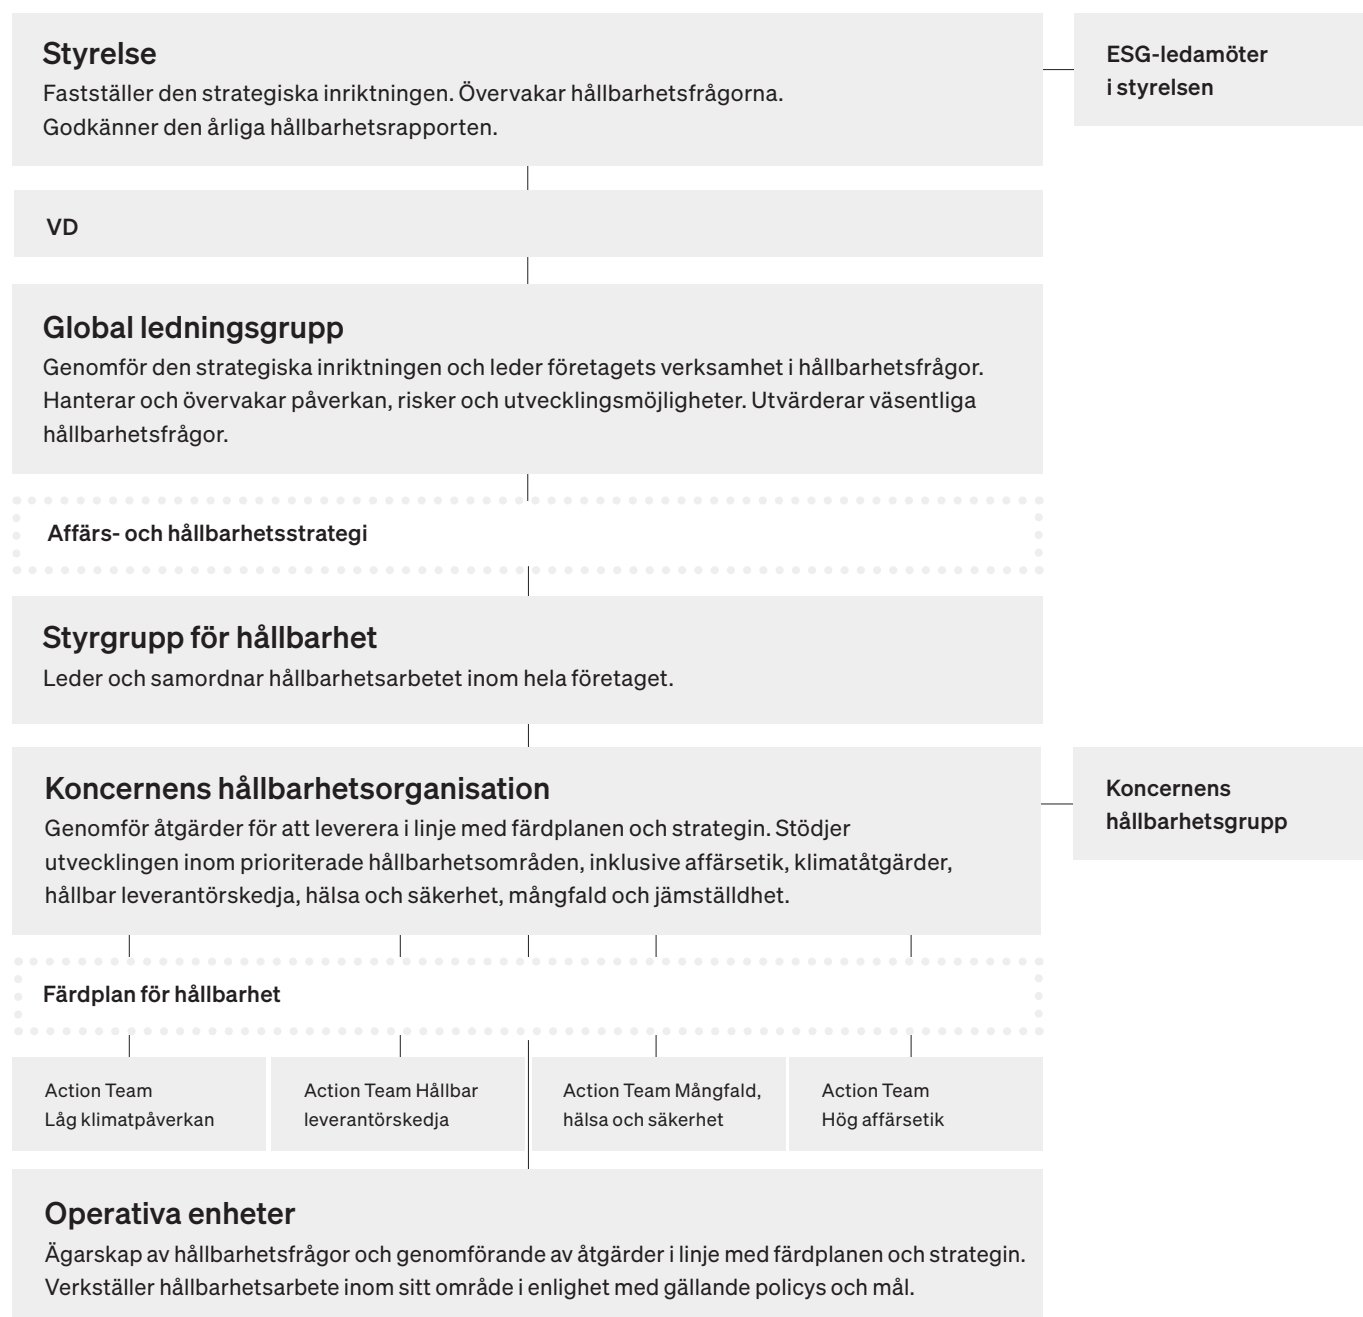 Styrelse
Fastställer den strategiska inriktningen. Övervakar hållbarhetsfrågorna.
Godkänner den årliga hållbarhetsrapporten.
ESG-ledamöter
i styrelsen
VD
Global ledningsgrupp
Genomför den strategiska inriktningen och leder företagets verksamhet i hållbarhetsfrågor.
Hanterar och övervakar påverkan, risker och utvecklingsmöjligheter. Utvärderar väsentliga
hållbarhetsfrågor.
Affärs- och hållbarhetsstrategi
Styrgrupp för hållbarhet
Leder och samordnar hållbarhetsarbetet inom hela företaget.
Koncernens hållbarhetsorganisation
Genomför åtgärder för att leverera i linje med färdplanen och strategin. Stödjer
utvecklingen inom prioriterade hållbarhetsområden, inklusive affärsetik, klimatåtgärder,
hållbar leverantörskedja, hälsa och säkerhet, mångfald och jämställdhet.
Koncernens
hållbarhetsgrupp
Färdplan för hållbarhet
Action Team
Låg klimatpåverkan
Action Team Hållbar
leverantörskedja
Action Team Mångfald,
hälsa och säkerhet
Action Team
Hög affärsetik
Operativa enheter
Ägarskap av hållbarhetsfrågor och genomförande av åtgärder i linje med färdplanen och strategin.
Verkställer hållbarhetsarbete inom sitt område i enlighet med gällande policys och mål.